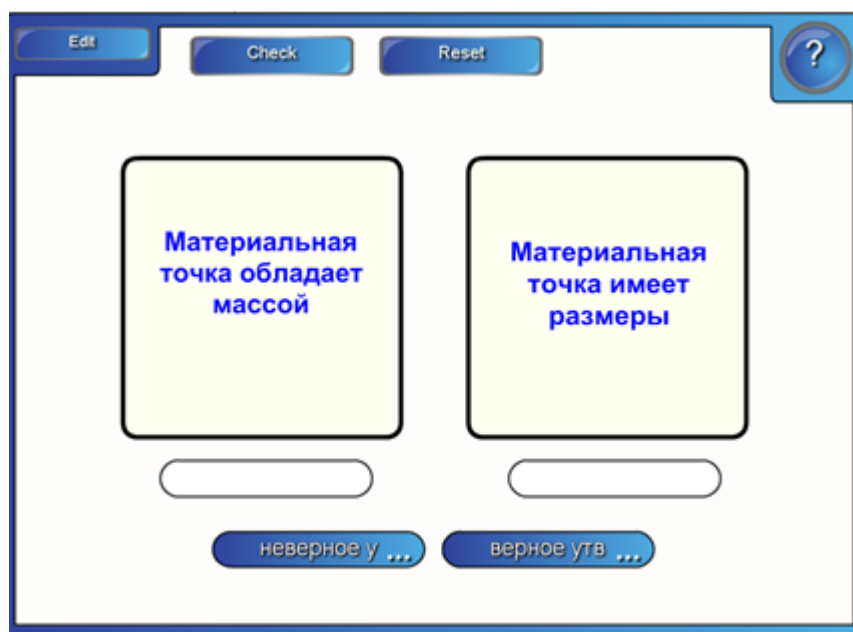 Edit
Check
Reset
?
Материальная
точка обладает
массой
Материальная
точка имеет
размеры
неверное у ...
верное утв ...